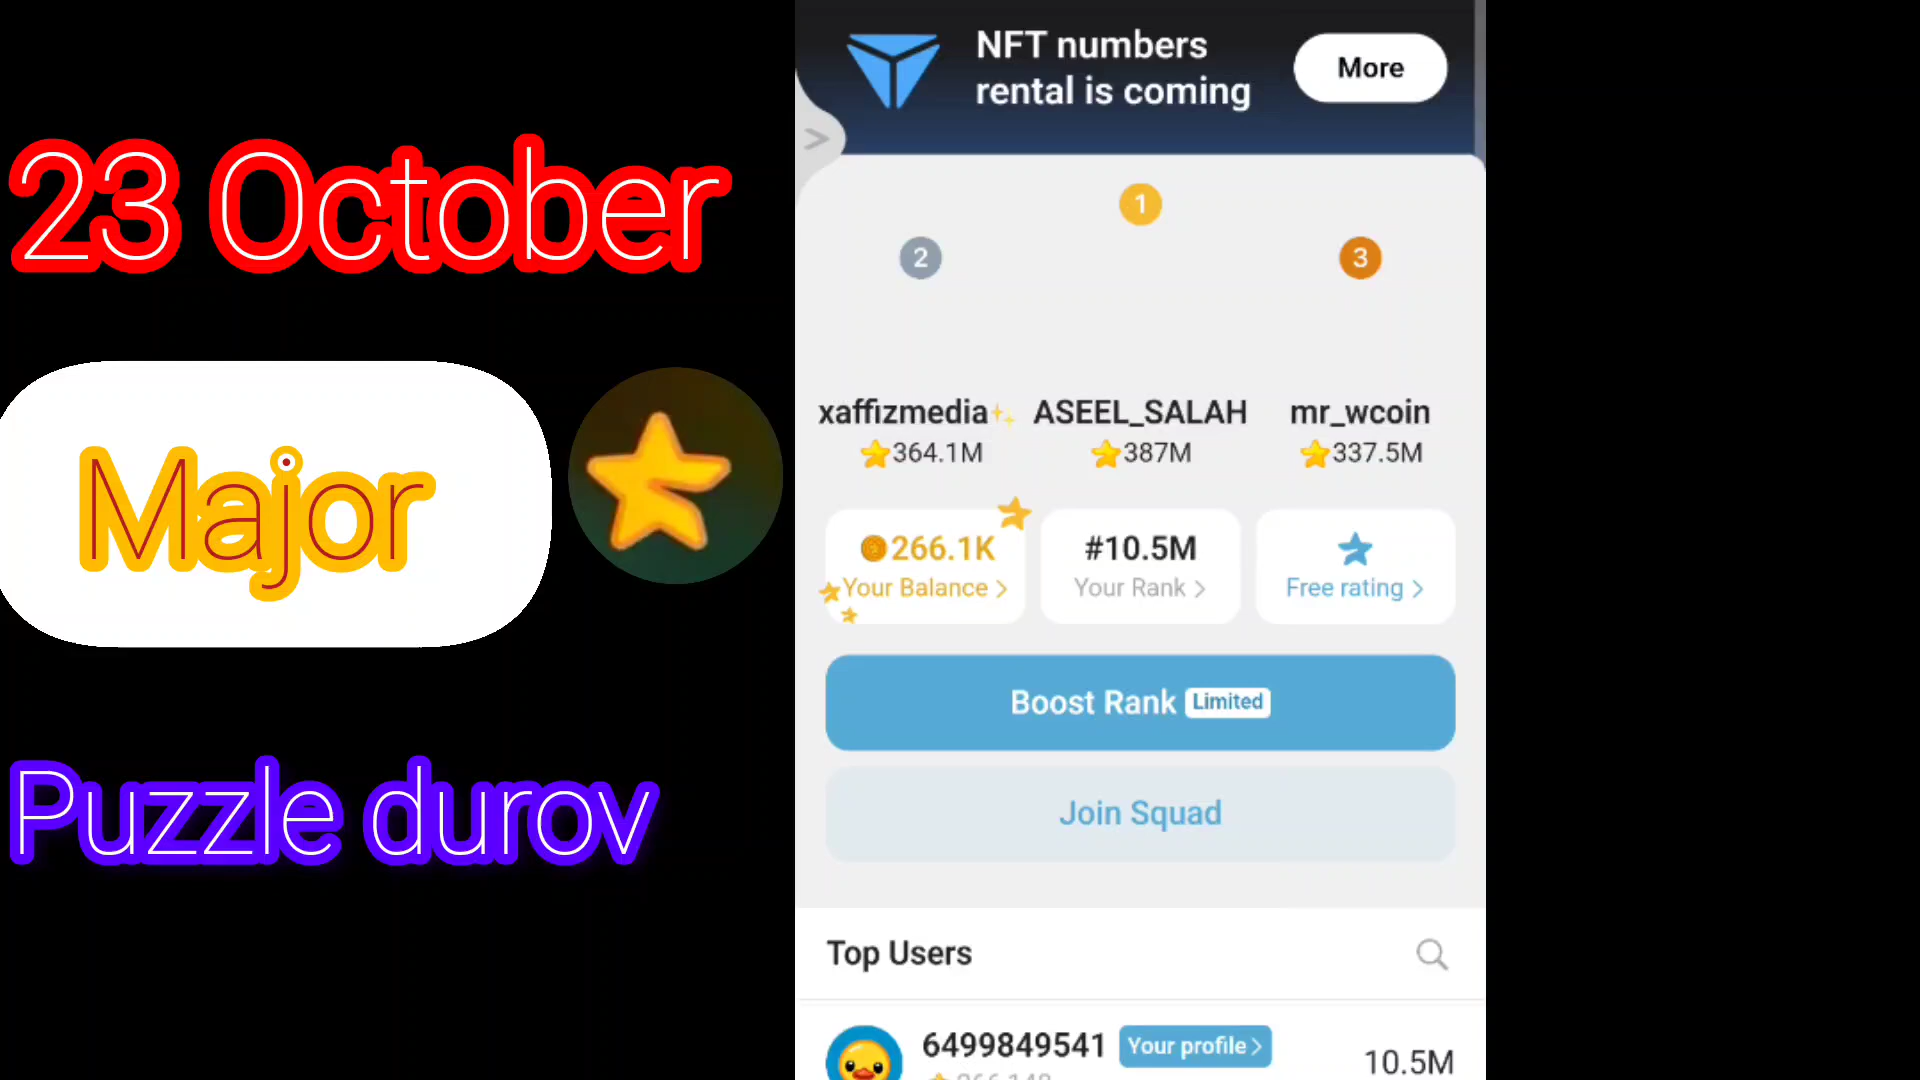 23 October
Major
Puzzle durov
NFT numbers
rental is coming
More
>
1
2
3
xaffizmedia✨
ASEEL_SALAH
mr_wcoin
⭐364.1M
⭐387M
⭐337.5M
266.1K
#10.5M
Your Balance >
Your Rank >
Free rating >
Boost Rank Limited
Join Squad
Top Users
6499849541 Your profile >
10.5M